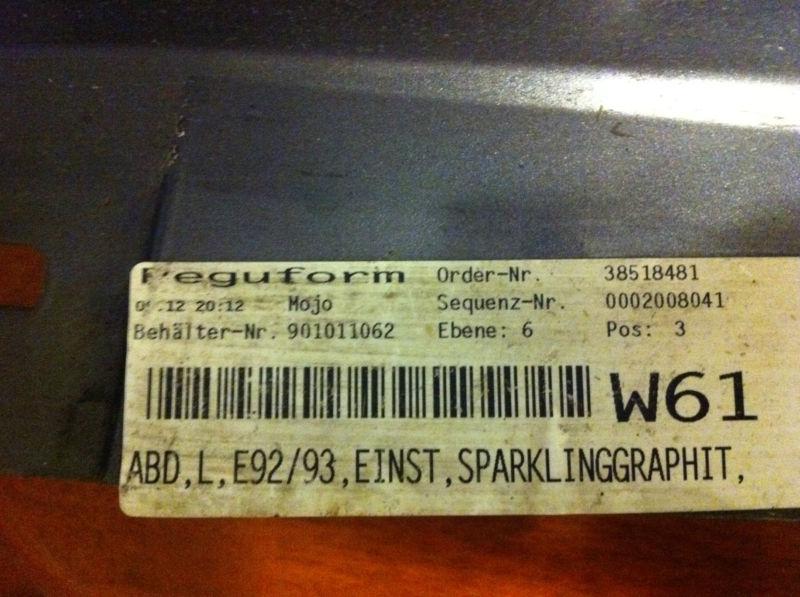 Peguform Order-Nr. 38518481
.12 20:12 Mojo Sequenz-Nr. 0002008041
Behälter-Nr. 901011062 Ebene: 6 Pos: 3
W61
ABD,L,E92/93,EINST,SPARKLINGGRAPHIT,